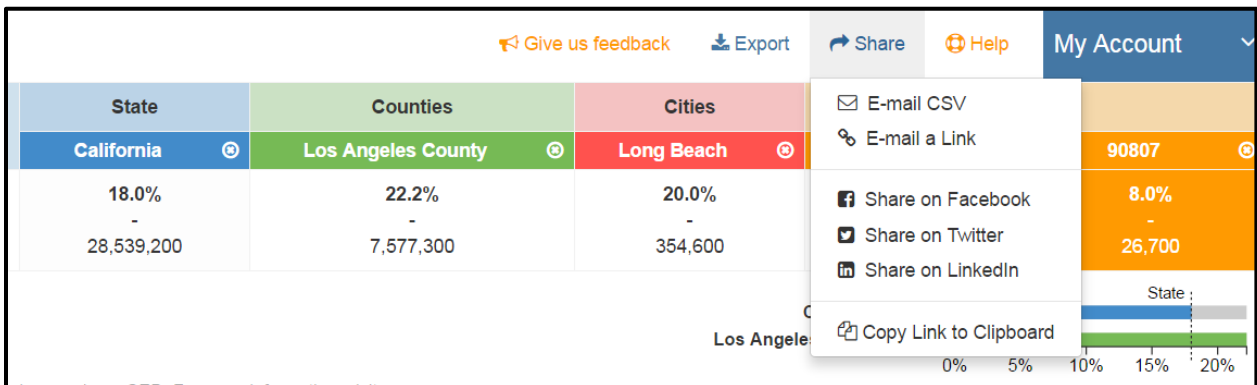 Give us feedback Export Share Help My Account
State Counties Cities
E-mail CSV
E-mail a Link
California Los Angeles County Long Beach 90807
18.0% 22.2% 20.0% 8.0%
- - - -
28,539,200 7,577,300 354,600 26,700
Share on Facebook
Share on Twitter
Share on LinkedIn
State
Los Angele
Copy Link to Clipboard
0% 5% 10% 15% 20%